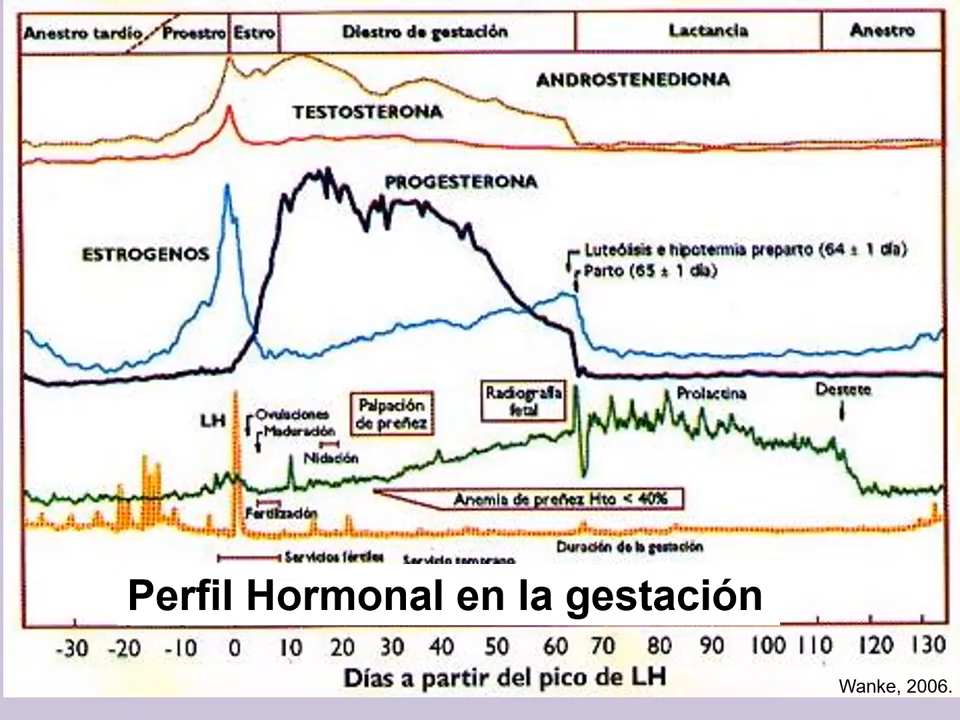 Anestro tardío
Proestro
Estro
Diestro de gestación
Lactancia
Anestro
ANDROSTENEDIONA
TESTOSTERONA
PROGESTERONA
ESTROGENOS
Luteólisis e hipotermia preparto (64 ± 1 día)
Parto (65 ± 1 día)
LH
Ovulaciones
Maduración
Palpación
de preñez
Radiografía
fetal
Prolactina
Destete
Nidación
Anemia de preñez Hto < 40%
Fertilización
Duración de la gestación
Servicios fértiles
Servicio temprano
Perfil Hormonal en la gestación
-30 -20 -10 0 10 20 30 40 50 60 70 80 90 100 110 120 130
Días a partir del pico de LH
Wanke, 2006.